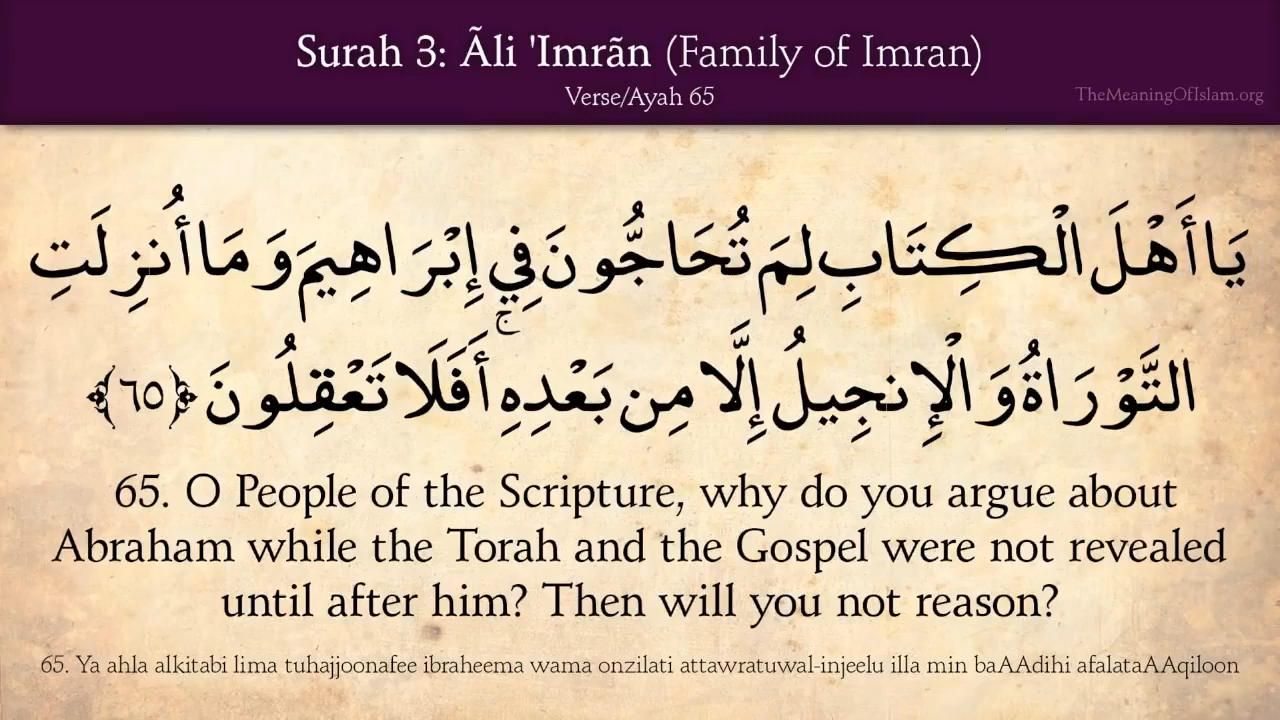 Surah 3: Ãli 'Imrãn (Family of Imran)
Verse/Ayah 65
TheMeaningOfIslam.org
يَا أَهْلَ الْكِتَابِ لِمَ تُحَاجُّونَ فِي إِبْرَاهِيمَ وَمَا أُنزِلَتِ
التَّوْرَاةُ وَالْإِنجِيلُ إِلَّا مِن بَعْدِهِ ۚ أَفَلَا تَعْقِلُونَ ﴿٦٥﴾
65. O People of the Scripture, why do you argue about
Abraham while the Torah and the Gospel were not revealed
until after him? Then will you not reason?
65. Ya ahla alkitabi lima tuhajjoonafee ibraheema wama onzilati attawratuwal-injeelu illa min baAAdihi afalataAAqiloon